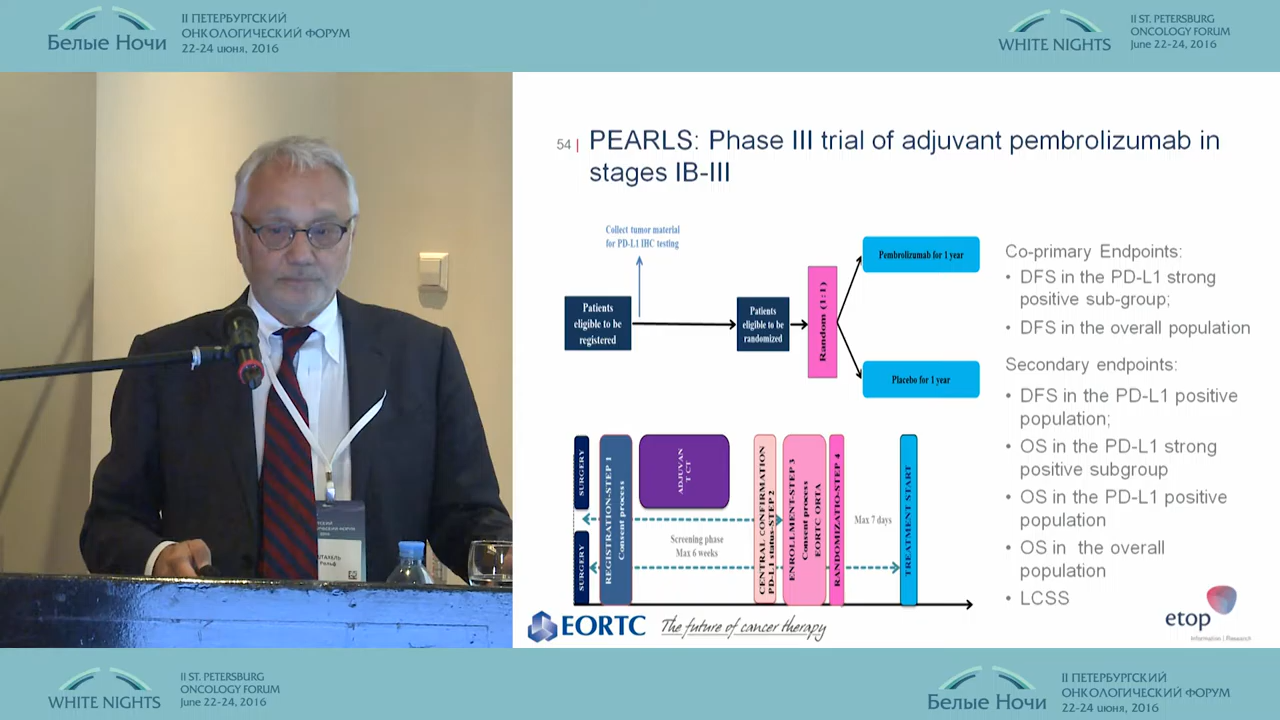 Белые Ночи
II ПЕТЕРБУРГСКИЙ
ОНКОЛОГИЧЕСКИЙ ФОРУМ
22-24 июня, 2016
WHITE NIGHTS
II ST. PETERSBURG
ONCOLOGY FORUM
June 22-24, 2016
54
PEARLS: Phase III trial of adjuvant pembrolizumab in
stages IB-III
Collect tumor material
for PD-L1 IHC testing
Patients
eligible to be
registered
Patients
eligible to be
randomized
Random (1:1)
Pembrolizumab for 1 year
Placebo for 1 year
Co-primary Endpoints:
• DFS in the PD-L1 strong
positive sub-group;
• DFS in the overall population
Secondary endpoints:
• DFS in the PD-L1 positive
population;
• OS in the PD-L1 strong
positive subgroup
• OS in the PD-L1 positive
population
• OS in the overall
population
• LCSS
SURGERY
SURGERY
REGISTRATION-STEP 1
Consent process
ADJUVAN
T CT
Screening phase
Max 6 weeks
CENTRAL CONFIRMATION
PD-L1 status-STEP 2
ENROLLMENT-STEP 3
Consent process
EORTC ORTA
RANDOMIZATION-STEP 4
Max 7 days
TREATMENT START
EORTC
The future of cancer therapy
etop
WHITE NIGHTS
II ST. PETERSBURG
ONCOLOGY FORUM
June 22-24, 2016
Белые Ночи
II ПЕТЕРБУРГСКИЙ
ОНКОЛОГИЧЕСКИЙ ФОРУМ
22-24 июня, 2016